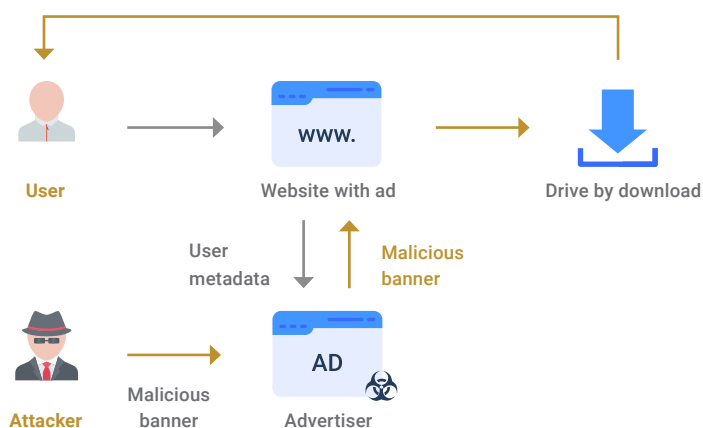 www.
User
Website with ad
Drive by download
User
metadata
Malicious
banner
AD
Malicious
banner
Attacker
Advertiser